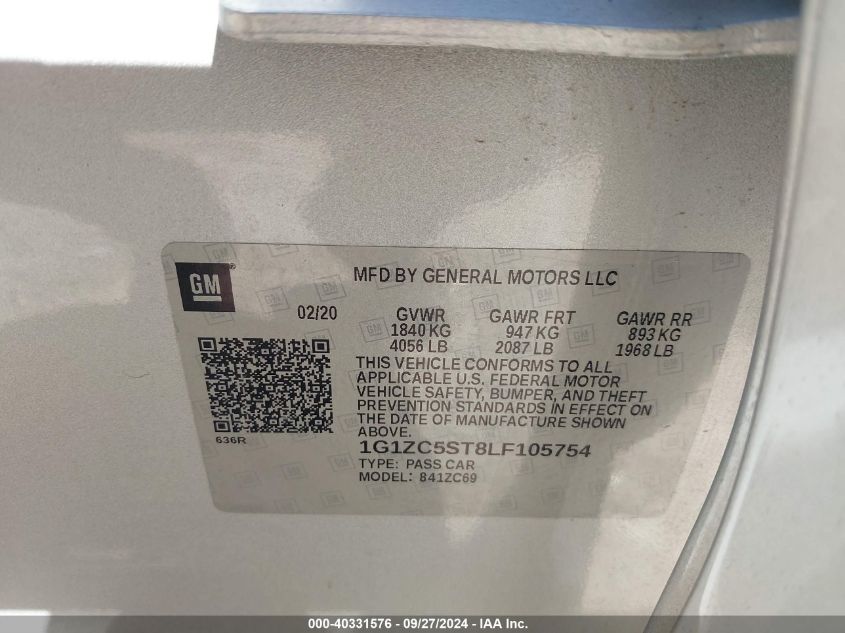 GM
MFD BY GENERAL MOTORS LLC
02/20 GVWR GAWR FRT GAWR RR
1840 KG 947 KG 893 KG
4056 LB 2087 LB 1968 LB
THIS VEHICLE CONFORMS TO ALL
APPLICABLE U.S. FEDERAL MOTOR
VEHICLE SAFETY, BUMPER, AND THEFT
PREVENTION STANDARDS IN EFFECT ON
THE DATE OF MANUFACTURE SHOWN
ABOVE.
636R
1G1ZC5ST8LF105754
TYPE: PASS CAR
MODEL: 841ZC69
000-40331576 / 09/27/2024 - IAA Inc.